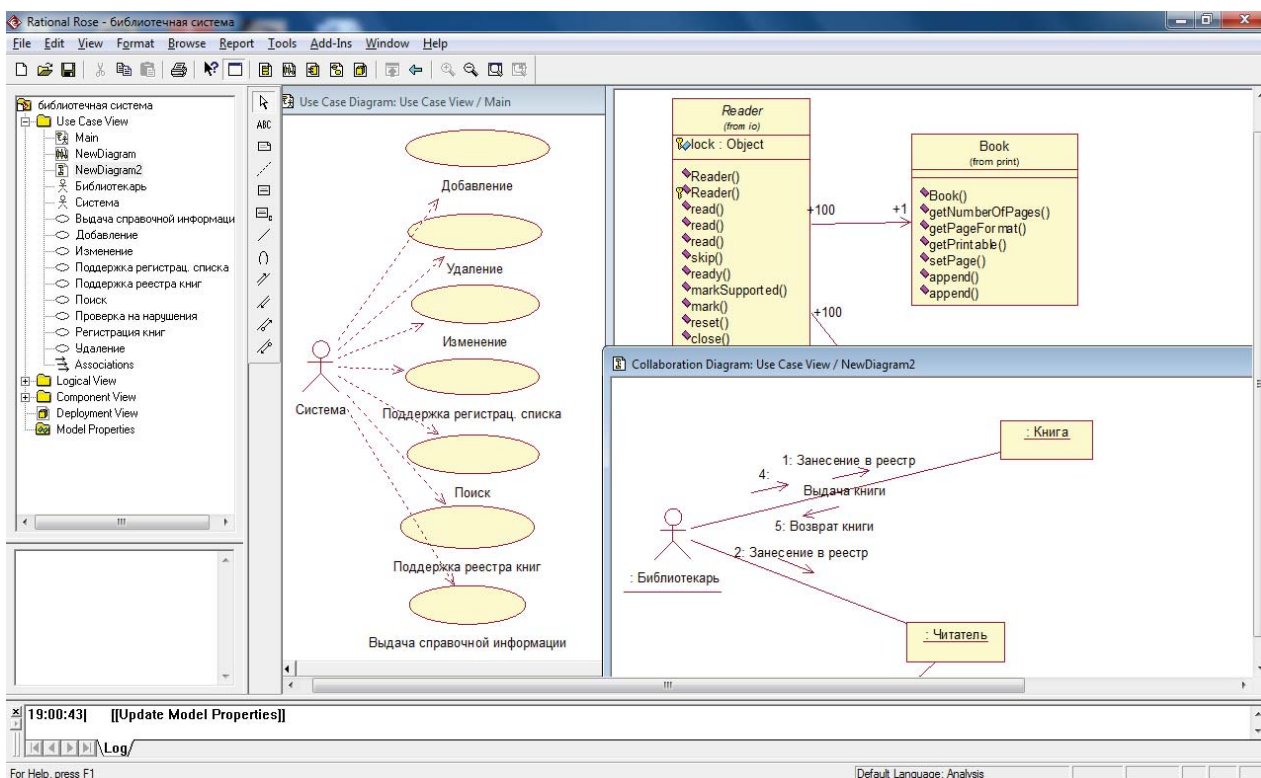 Rational Rose - библиотечная система
File Edit View Format Browse Report Tools Add-Ins Window Help
библиотечная система
Use Case View
Main
NewDiagram
NewDiagram2
Библиотекарь
Система
Выдача справочной информаци
Добавление
Изменение
Поддержка регистрац. списка
Поддержка реестра книг
Поиск
Проверка на нарушения
Регистрация книг
Удаление
Associations
Logical View
Component View
Deployment View
Model Properties
ABC
Use Case Diagram: Use Case View / Main
Добавление
Удаление
Изменение
Система
Поддержка регистрац. списка
Поиск
Поддержка реестра книг
Выдача справочной информации
Reader
(from io)
lock : Object
Reader()
Reader()
read()
read()
read()
skip()
ready()
markSupported()
mark()
reset()
close()
+100
+1
+100
Book
(from print)
Book()
getNumberOfPages()
getPageFormat()
getPrintable()
setPage()
append()
append()
Collaboration Diagram: Use Case View / NewDiagram2
: Книга
1: Занесение в реестр
4:
Выдача книги
5: Возврат книги
2: Занесение в реестр
: Библиотекарь
: Читатель
19:00:43| [[Update Model Properties]]
Log
For Help, press F1
Default Language: Analysis